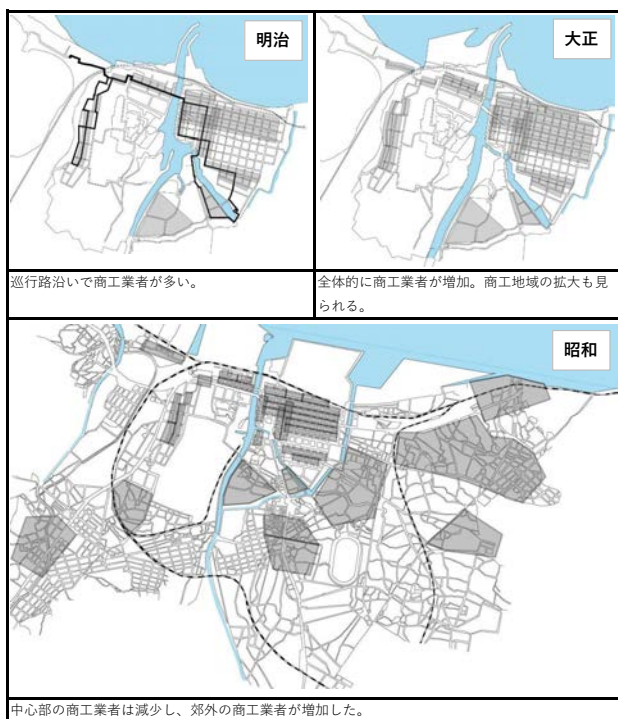 明治
大正
巡行路沿いで商工業者が多い。
全体的に商工業者が増加。商工地域の拡大も見
られる。
昭和
中心部の商工業者は減少し、郊外の商工業者が増加した。